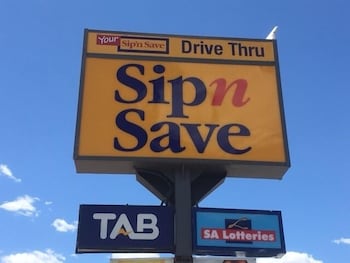 Your Sip'n Save Drive Thru
Sip n
Save
TAB
SA Lotteries